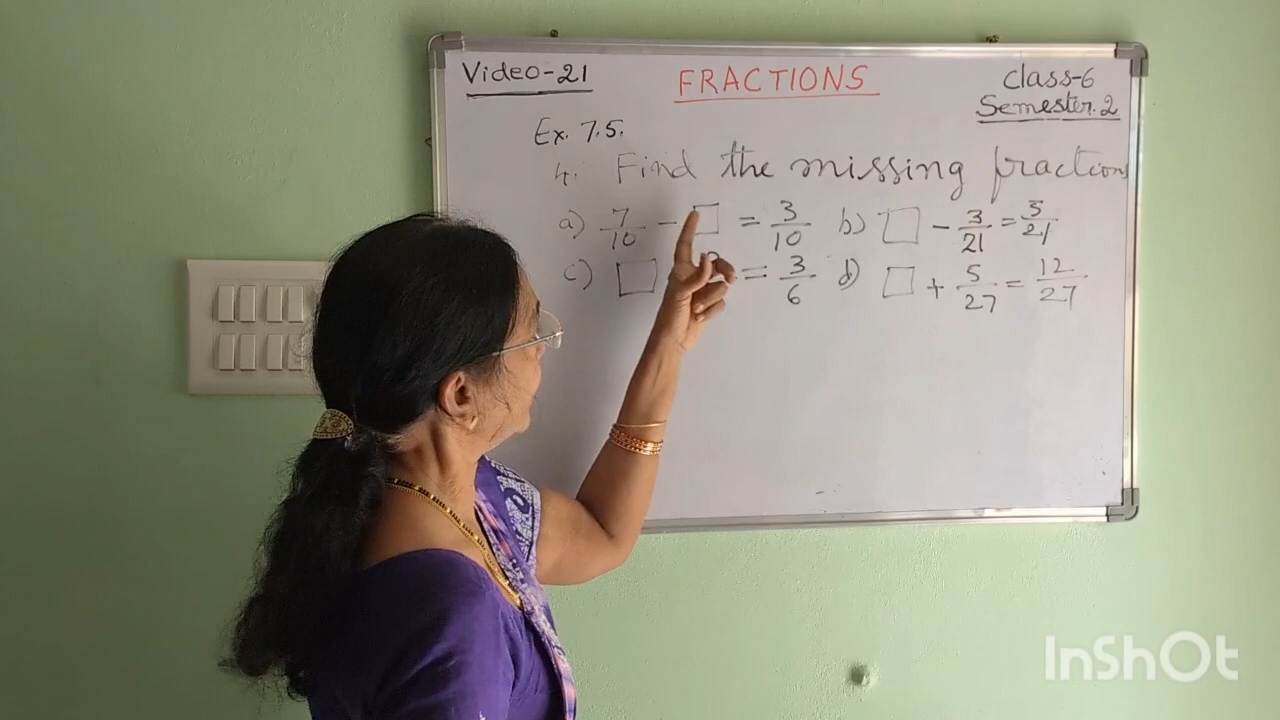 Video-21
FRACTIONS
Class-6
Semester.2
Ex. 7.5.
4. Find the missing fractions
a) 7/10 - □ = 3/10 b) □ - 3/21 = 5/21
c) □ = 3/6 d) □ + 5/27 = 12/27
InShOt